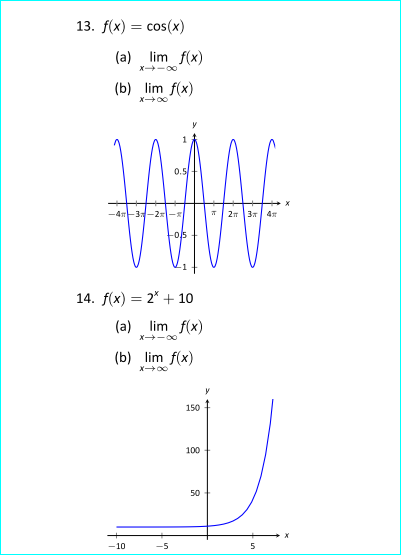 13. f(x) = cos(x)
(a) lim x→−∞ f(x)
(b) lim x→∞ f(x)
y
1
0.5
x
−4π −3π −2π −π π 2π 3π 4π
−0.5
−1
14. f(x) = 2ˣ + 10
(a) lim x→−∞ f(x)
(b) lim x→∞ f(x)
y
150
100
50
x
−10 −5 5